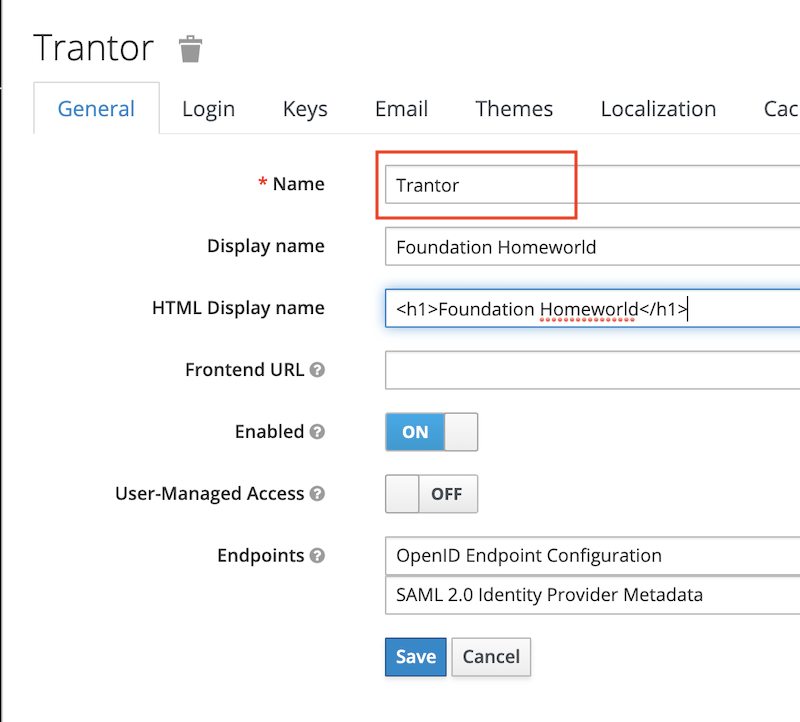 Trantor
General Login Keys Email Themes Localization Cac
* Name Trantor
Display name Foundation Homeworld
HTML Display name <h1>Foundation Homeworld</h1>
Frontend URL ?
Enabled ? ON
User-Managed Access ? OFF
Endpoints ? OpenID Endpoint Configuration
SAML 2.0 Identity Provider Metadata
Save Cancel